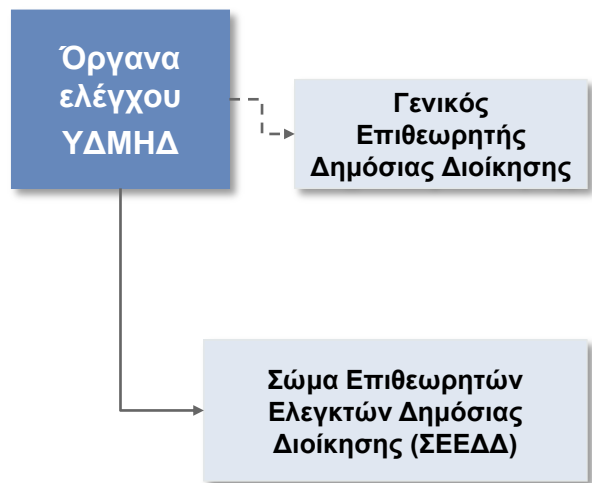 Όργανα
ελέγχου
ΥΔΜΗΔ
Γενικός
Επιθεωρητής
Δημόσιας Διοίκησης
Σώμα Επιθεωρητών
Ελεγκτών Δημόσιας
Διοίκησης (ΣΕΕΔΔ)